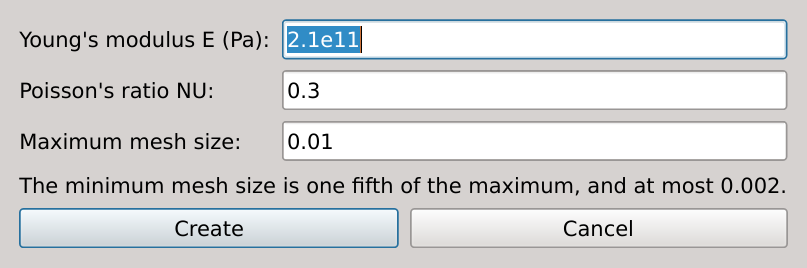 Young's modulus E (Pa): 2.1e11
Poisson's ratio NU: 0.3
Maximum mesh size: 0.01
The minimum mesh size is one fifth of the maximum, and at most 0.002.
Create Cancel